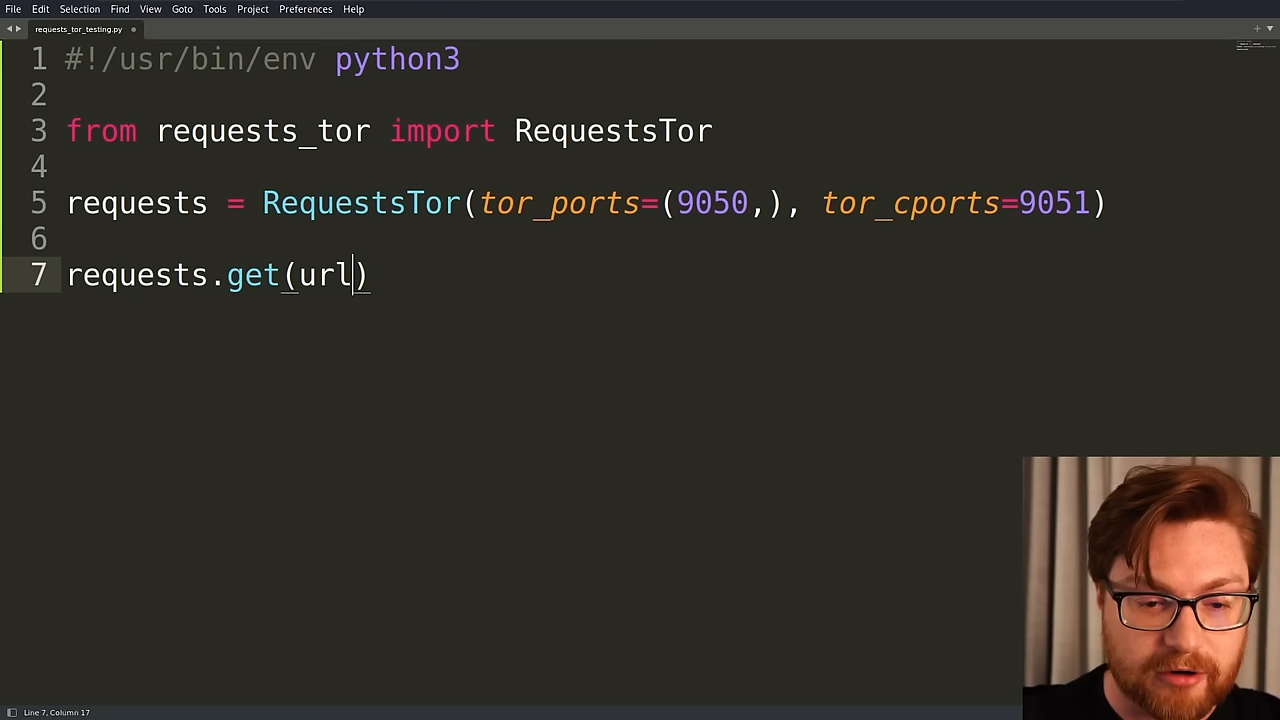 File Edit Selection Find View Goto Tools Project Preferences Help
requests_tor_testing.py
1 #!/usr/bin/env python3
2
3 from requests_tor import RequestsTor
4
5 requests = RequestsTor(tor_ports=(9050,), tor_cports=9051)
6
7 requests.get(url)
Line 7, Column 17